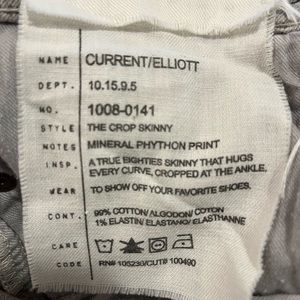 NAME CURRENT/ELLIOTT
DEPT. 10.15.9.5
NO. 1008-0141
STYLE THE CROP SKINNY
NOTES MINERAL PHYTHON PRINT
INSP. A TRUE EIGHTIES SKINNY THAT HUGS
EVERY CURVE, CROPPED AT THE ANKLE,
WEAR TO SHOW OFF YOUR FAVORITE SHOES.
CONT. 99% COTTON/ALGODON/COTON
1% ELASTIN/ELASTANE/ELASTHANNE
CARE
CODE RN# 105230/CUT# 100490